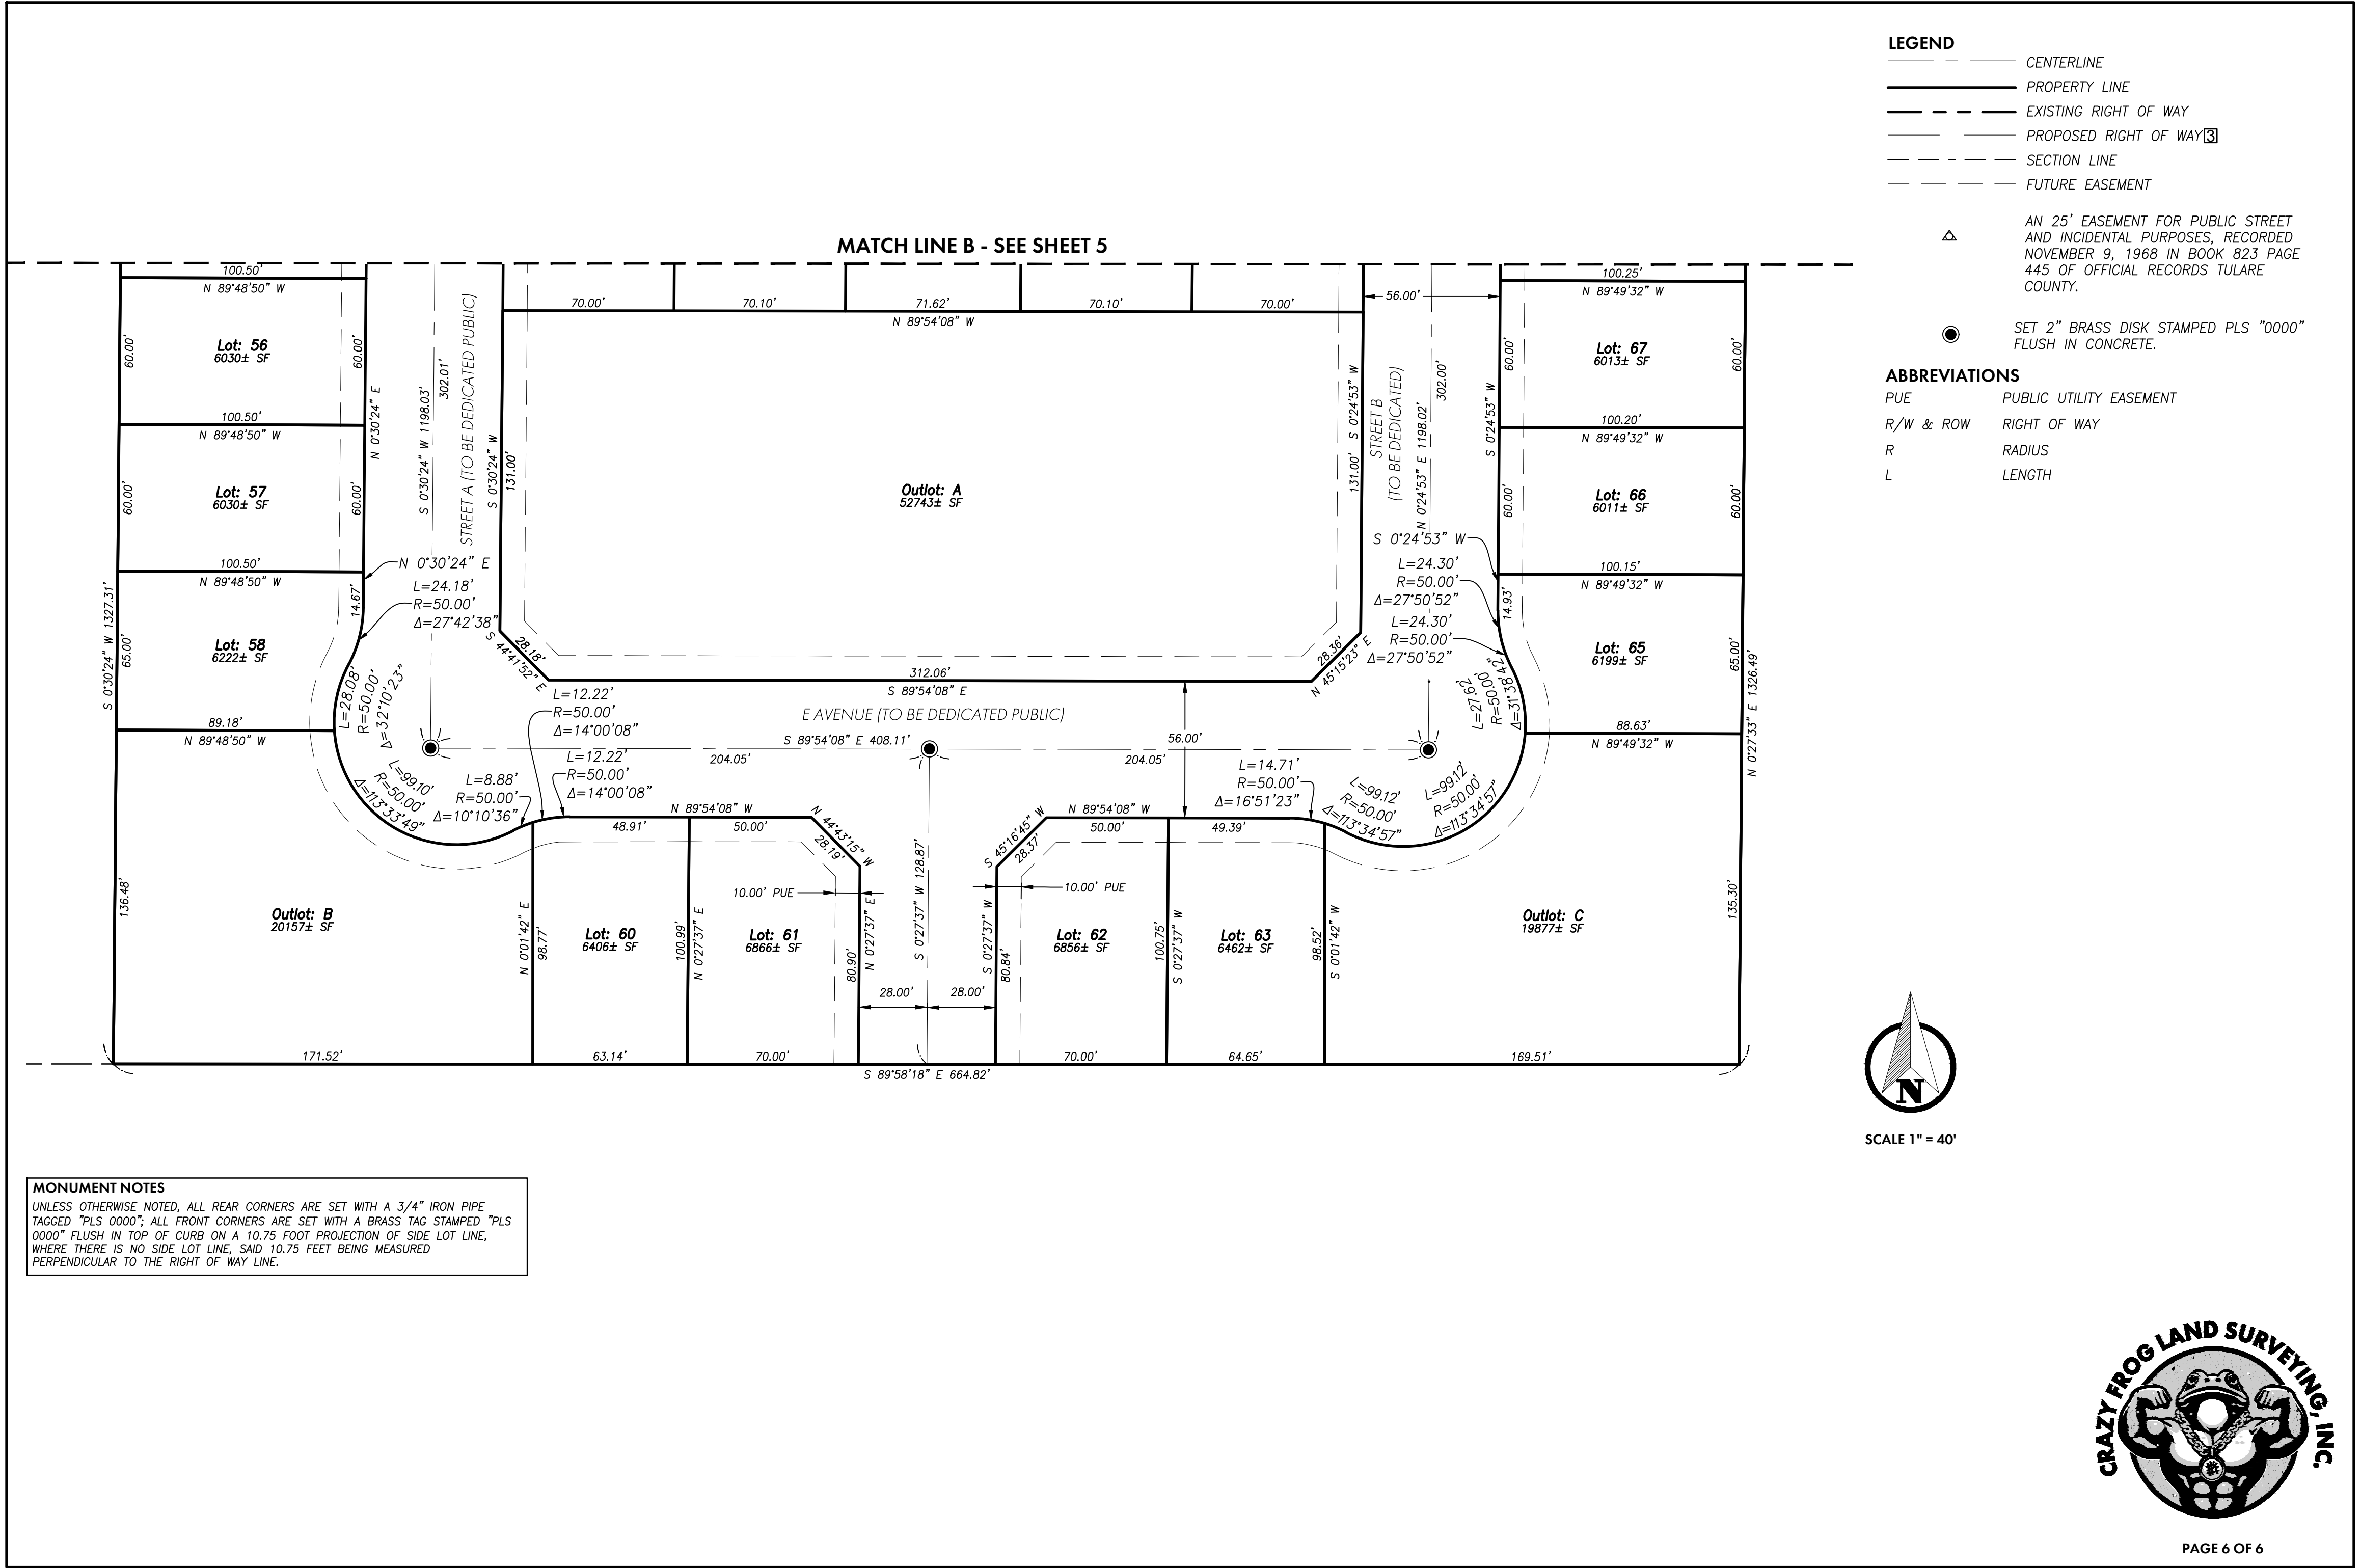 LEGEND
CENTERLINE
PROPERTY LINE
EXISTING RIGHT OF WAY
PROPOSED RIGHT OF WAY 3
SECTION LINE
FUTURE EASEMENT
AN 25' EASEMENT FOR PUBLIC STREET
AND INCIDENTAL PURPOSES, RECORDED
NOVEMBER 9, 1968 IN BOOK 823 PAGE
445 OF OFFICIAL RECORDS TULARE
COUNTY.
SET 2" BRASS DISK STAMPED PLS "0000"
FLUSH IN CONCRETE.
ABBREVIATIONS
PUE PUBLIC UTILITY EASEMENT
R/W & ROW RIGHT OF WAY
R RADIUS
L LENGTH
MATCH LINE B - SEE SHEET 5
100.50'
N 89°48'50" W
60.00'
Lot: 56
6030± SF
60.00'
100.50'
N 89°48'50" W
60.00'
Lot: 57
6030± SF
60.00'
100.50'
N 89°48'50" W
S 0°30'24" W 1327.31'
65.00'
Lot: 58
6222± SF
14.67'
89.18'
N 89°48'50" W
N 0°30'24" E
S 0°30'24" W 1198.03'
302.01'
STREET A (TO BE DEDICATED PUBLIC)
S 0°30'24" W
131.00'
N 0°30'24" E
L=24.18'
R=50.00'
Δ=27°42'38"
L=28.08'
R=50.00'
Δ=32°10'23"
L=99.10'
R=50.00'
Δ=113°33'49"
L=8.88'
R=50.00'
Δ=10°10'36"
L=12.22'
R=50.00'
Δ=14°00'08"
L=12.22'
R=50.00'
Δ=14°00'08"
70.00'
70.10'
71.62'
70.10'
70.00'
N 89°54'08" W
Outlot: A
52743± SF
28.18'
S 44°41'52" E
312.06'
S 89°54'08" E
28.36'
N 45°15'23" E
131.00' S 0°24'53" W
E AVENUE (TO BE DEDICATED PUBLIC)
S 89°54'08" E 408.11'
204.05'
204.05'
56.00'
56.00'
STREET B
(TO BE DEDICATED)
N 0°24'53" E 1198.02'
302.00'
S 0°24'53" W
S 0°24'53" W
L=24.30'
R=50.00'
Δ=27°50'52"
L=24.30'
R=50.00'
Δ=27°50'52"
L=27.62'
R=50.00'
Δ=31°38'42"
L=14.71'
R=50.00'
Δ=16°51'23"
L=99.12'
R=50.00'
Δ=113°34'57"
L=99.12'
R=50.00'
Δ=113°34'57"
100.25'
N 89°49'32" W
60.00'
Lot: 67
6013± SF
60.00'
100.20'
N 89°49'32" W
60.00'
Lot: 66
6011± SF
60.00'
100.15'
N 89°49'32" W
14.93'
Lot: 65
6199± SF
65.00'
N 0°27'33" E 1326.49'
88.63'
N 89°49'32" W
136.48'
Outlot: B
20157± SF
171.52'
N 0°01'42" E
98.77'
48.91'
N 89°54'08" W
50.00'
Lot: 60
6406± SF
63.14'
100.99'
N 0°27'37" E
Lot: 61
6866± SF
70.00'
N 44°43'15" W
28.19'
10.00' PUE
80.90'
N 0°27'37" E
28.00'
S 0°27'37" W 128.87'
28.00'
S 0°27'37" W
80.84'
S 45°16'45" W
28.37'
10.00' PUE
N 89°54'08" W
50.00'
49.39'
Lot: 62
6856± SF
70.00'
100.75'
S 0°27'37" W
Lot: 63
6462± SF
64.65'
98.52'
S 0°01'42" W
Outlot: C
19877± SF
135.30'
169.51'
S 89°58'18" E 664.82'
N
SCALE 1" = 40'
MONUMENT NOTES
UNLESS OTHERWISE NOTED, ALL REAR CORNERS ARE SET WITH A 3/4" IRON PIPE
TAGGED "PLS 0000"; ALL FRONT CORNERS ARE SET WITH A BRASS TAG STAMPED "PLS
0000" FLUSH IN TOP OF CURB ON A 10.75 FOOT PROJECTION OF SIDE LOT LINE,
WHERE THERE IS NO SIDE LOT LINE, SAID 10.75 FEET BEING MEASURED
PERPENDICULAR TO THE RIGHT OF WAY LINE.
CRAZY FROG LAND SURVEYING, INC.
PAGE 6 OF 6